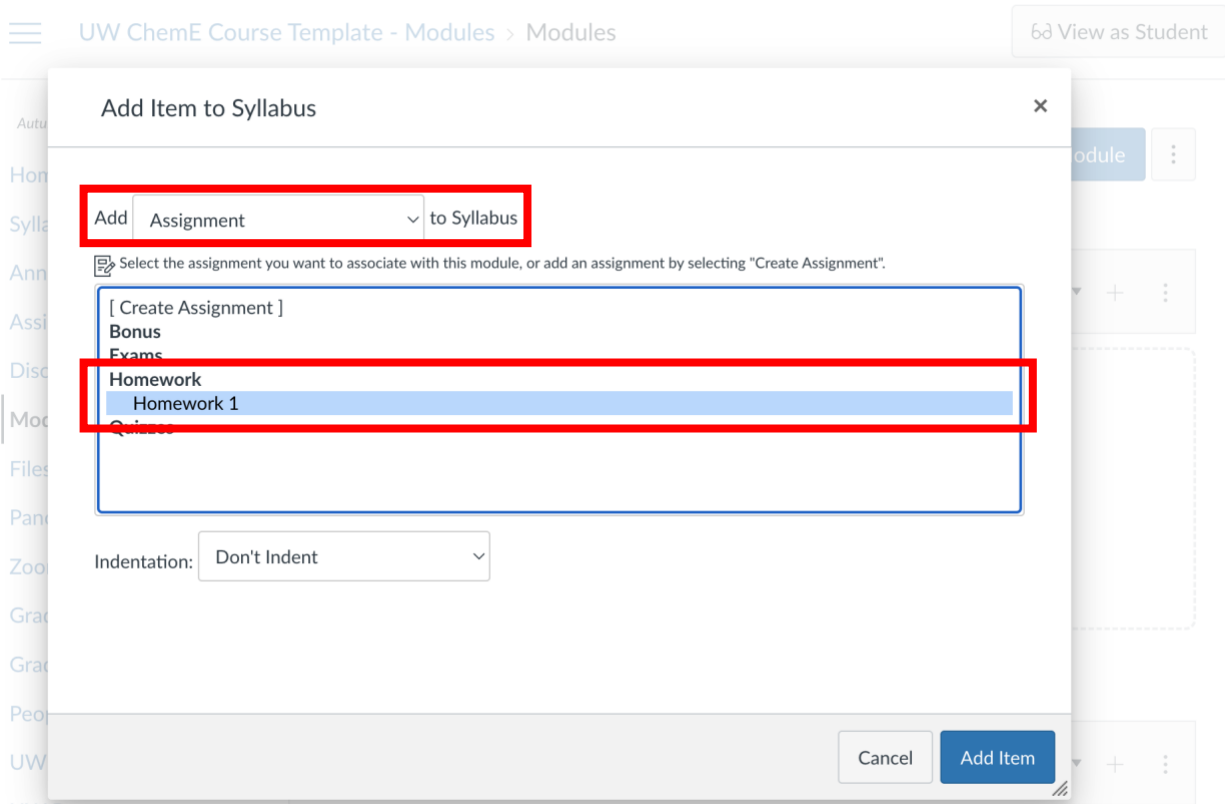 UW ChemE Course Template - Modules > Modules
View as Student
Add Item to Syllabus
Add Assignment to Syllabus
Select the assignment you want to associate with this module, or add an assignment by selecting "Create Assignment".
[ Create Assignment ]
Bonus
Exams
Homework
Homework 1
Quizzes
Files
Indentation: Don't Indent
UW
Cancel
Add Item